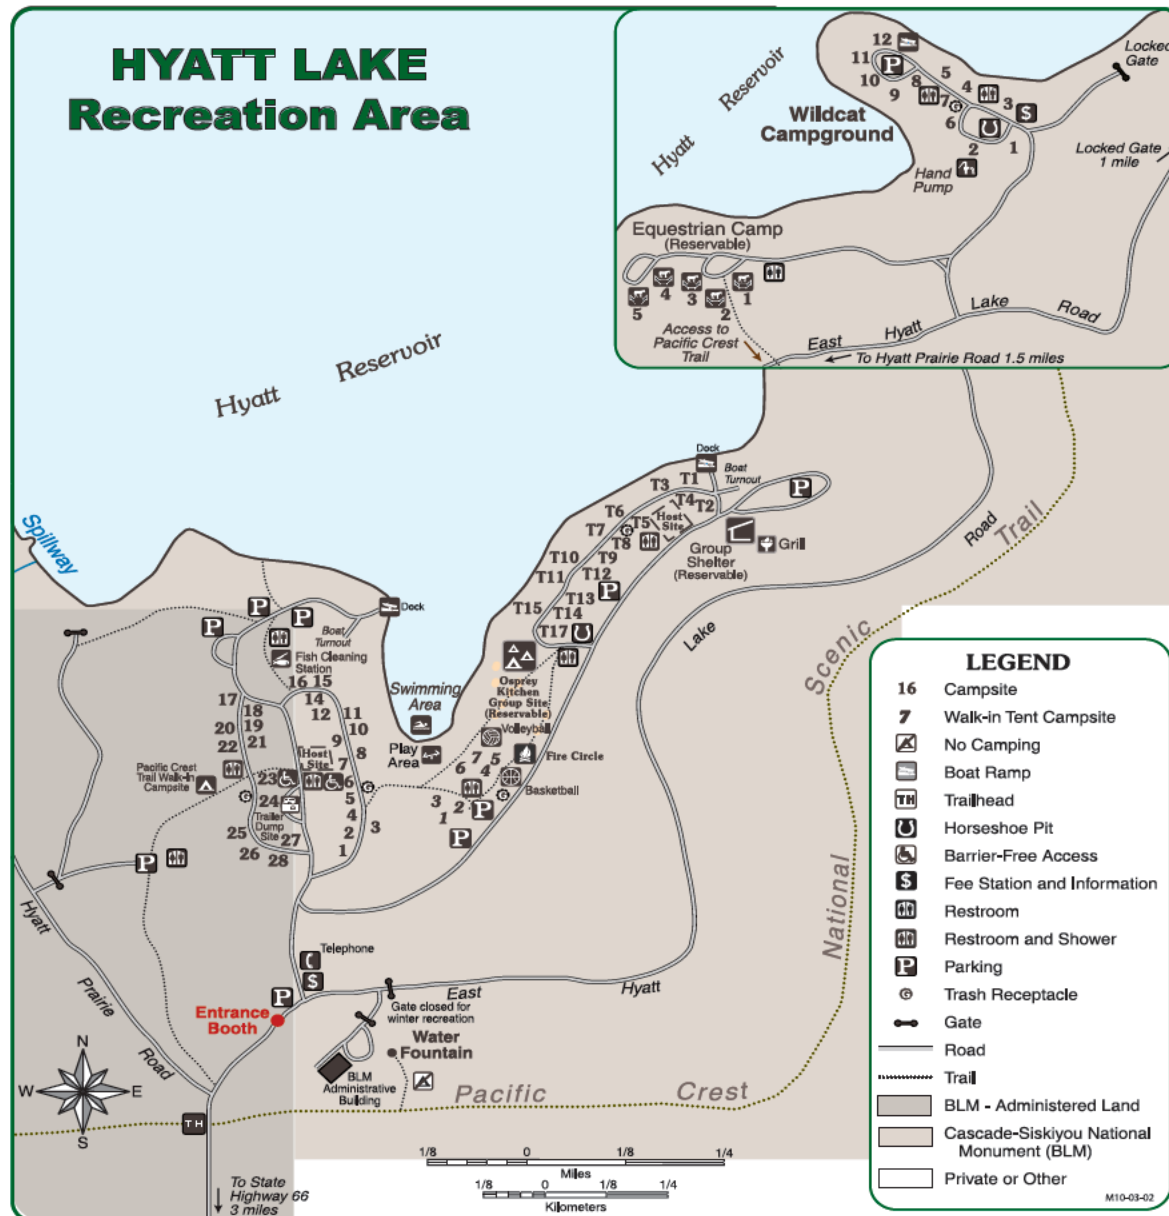 HYATT LAKE
Recreation Area
Hyatt Reservoir
Wildcat
Campground
12
11
10
9
8
5
4
3
7
6
2
1
Hand
Pump
Locked
Gate
Locked Gate
1 mile
Equestrian Camp
(Reservable)
5
4
3
2
1
Access to
Pacific Crest
Trail
East Hyatt Lake Road
To Hyatt Prairie Road 1.5 miles
Hyatt Reservoir
Spillway
Dock
Boat
Turnout
T1
T3
T4
T2
T6
T5
Host
Site
T7
T8
T10
T9
T11
T12
T13
T15
T14
T17
Group
Shelter
(Reservable)
Grill
Osprey
Kitchen
Group Site
(Reservable)
Volleyball
Fire Circle
Basketball
7
5
6
4
3
2
1
Swimming
Area
Play
Area
Dock
Boat
Turnout
Fish Cleaning
Station
16 15
14
12
11
10
9
8
7
6
5
4
3
2
1
Host
Site
17
18
19
20
21
22
23
24
25
26
27
28
Pacific Crest
Trail Walk-In
Campsite
Trailer
Dump
Site
Telephone
Entrance
Booth
Gate closed for
winter recreation
Water
Fountain
BLM
Administrative
Building
East Hyatt Lake Road
Hyatt Prairie Road
Pacific Crest National Scenic Trail
N
W E
S
TH
To State
Highway 66
3 miles
1/8 0 1/8 1/4
Miles
1/8 0 1/8 1/4
Kilometers
LEGEND
16 Campsite
7 Walk-in Tent Campsite
No Camping
Boat Ramp
TH Trailhead
Horseshoe Pit
Barrier-Free Access
$ Fee Station and Information
Restroom
Restroom and Shower
P Parking
G Trash Receptacle
Gate
Road
Trail
BLM - Administered Land
Cascade-Siskiyou National
Monument (BLM)
Private or Other
M10-03-02